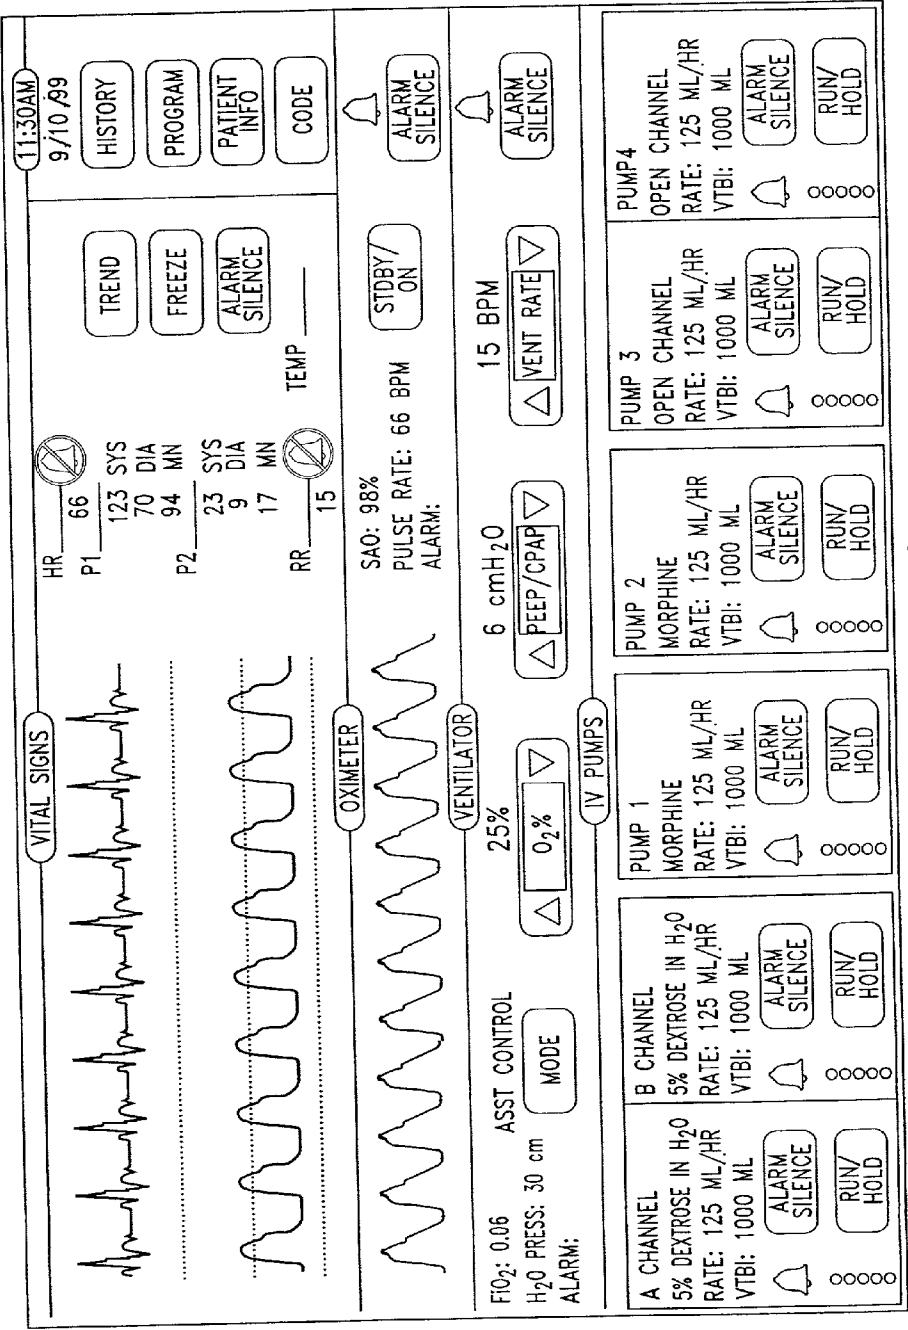 11:30AM
9/10/99
VITAL SIGNS
HR
66
P1
123 SYS
70 DIA
94 MN
P2
23 SYS
9 DIA
17 MN
RR
15
TEMP
TREND
FREEZE
ALARM
SILENCE
HISTORY
PROGRAM
PATIENT
INFO
CODE
OXIMETER
SAO: 98%
PULSE RATE: 66 BPM
ALARM:
STDBY/
ON
ALARM
SILENCE
VENTILATOR
FiO2: 0.06
H2O PRESS: 30 cm
ALARM:
ASST CONTROL
MODE
25%
O2%
6 cmH2O
PEEP/CPAP
15 BPM
VENT RATE
ALARM
SILENCE
IV PUMPS
A CHANNEL
5% DEXTROSE IN H2O
RATE: 125 ML/HR
VTBI: 1000 ML
ALARM
SILENCE
RUN/
HOLD
B CHANNEL
5% DEXTROSE IN H2O
RATE: 125 ML/HR
VTBI: 1000 ML
ALARM
SILENCE
RUN/
HOLD
PUMP 1
MORPHINE
RATE: 125 ML/HR
VTBI: 1000 ML
ALARM
SILENCE
RUN/
HOLD
PUMP 2
MORPHINE
RATE: 125 ML/HR
VTBI: 1000 ML
ALARM
SILENCE
RUN/
HOLD
PUMP 3
OPEN CHANNEL
RATE: 125 ML/HR
VTBI: 1000 ML
ALARM
SILENCE
RUN/
HOLD
PUMP4
OPEN CHANNEL
RATE: 125 ML/HR
VTBI: 1000 ML
ALARM
SILENCE
RUN/
HOLD